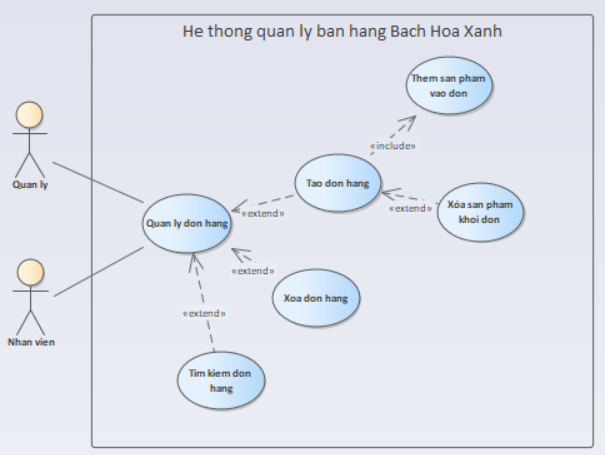 He thong quan ly ban hang Bach Hoa Xanh
Them san pham
vao don
«include»
Quan ly
Tao don hang
«extend»
Xóa san pham
khoi don
«extend»
Quan ly don hang
«extend»
Xoa don hang
«extend»
Nhan vien
Tim kiem don
hang